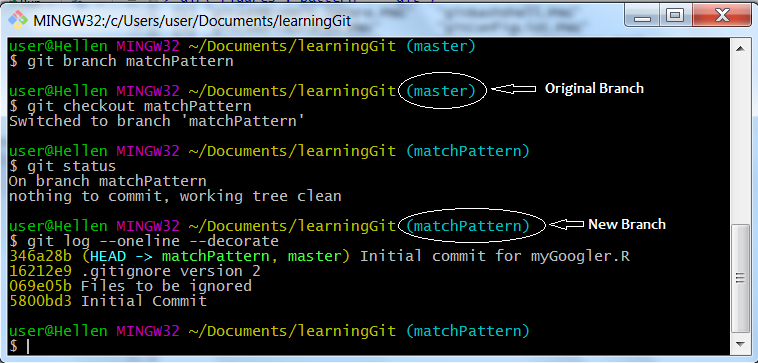 MINGW32:/c/Users/user/Documents/learningGit
user@Hellen MINGW32 ~/Documents/learningGit (master)
$ git branch matchPattern
user@Hellen MINGW32 ~/Documents/learningGit (master)
Original Branch
$ git checkout matchPattern
Switched to branch 'matchPattern'
user@Hellen MINGW32 ~/Documents/learningGit (matchPattern)
$ git status
On branch matchPattern
nothing to commit, working tree clean
user@Hellen MINGW32 ~/Documents/learningGit (matchPattern)
New Branch
$ git log --oneline --decorate
346a28b (HEAD -> matchPattern, master) Initial commit for myGoogler.R
16212e9 .gitignore version 2
069e05b Files to be ignored
5800bd3 Initial Commit
user@Hellen MINGW32 ~/Documents/learningGit (matchPattern)
$